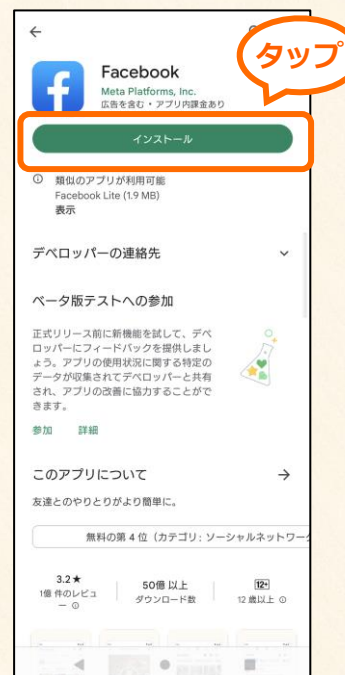 タップ
Facebook
Meta Platforms, Inc.
広告を含む・アプリ内課金あり
インストール
類似のアプリが利用可能
Facebook Lite (1.9 MB)
表示
デベロッパーの連絡先
ベータ版テストへの参加
正式リリース前に新機能を試して、デベ
ロッパーにフィードバックを提供しまし
ょう。アプリの使用状況に関する特定の
データが収集されてデベロッパーと共有
され、アプリの改善に協力することがで
きます。
参加 詳細
このアプリについて
友達とのやりとりがより簡単に。
無料の第 4 位（カテゴリ: ソーシャルネットワーク
3.2★ 50億 以上 12+
1億 件のレビュ ダウンロード数 12 歳以上
ー